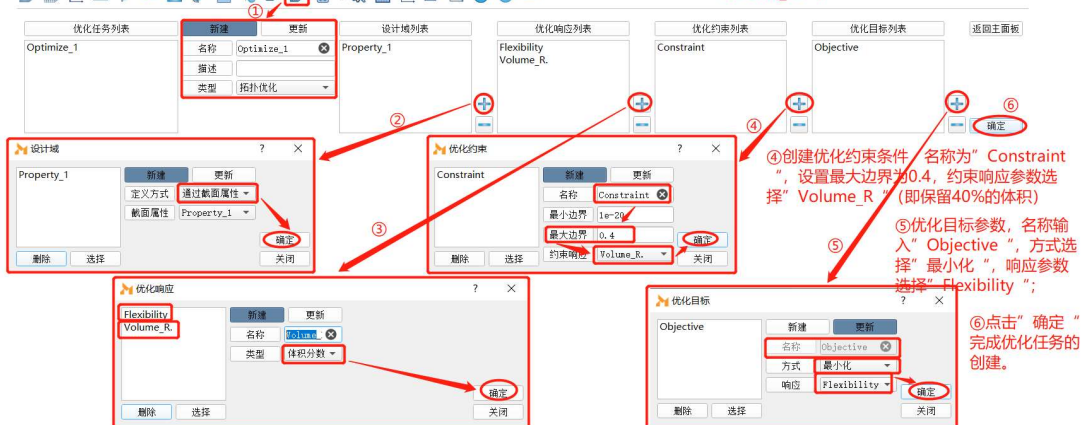 ①
优化任务列表
新建 更新
设计域列表
优化响应列表
优化约束列表
优化目标列表
返回主面板
Optimize_1
名称 Optimize_1
描述
类型 拓扑优化
Property_1
Flexibility
Volume_R.
Constraint
Objective
②
④
⑥
确定
设计域 ? ×
Property_1
新建 更新
定义方式 通过截面属性
截面属性 Property_1
确定
删除 选择 关闭
③
优化约束 ? ×
Constraint
新建 更新
名称 Constraint
最小边界 1e-20
最大边界 0.4
约束响应 Volume_R.
确定
删除 选择 关闭
④创建优化约束条件，名称为”Constraint
“，设置最大边界为0.4，约束响应参数选
择”Volume_R “（即保留40%的体积）
⑤
⑤优化目标参数，名称输
入”Objective “，方式选
择”最小化“，响应参数
选择”Flexibility “；
⑥点击”确定“
完成优化任务的
创建。
优化响应 ? ×
Flexibility
Volume_R.
新建 更新
名称 Volume_
类型 体积分数
确定
删除 选择 关闭
优化目标 ? ×
Objective
新建 更新
名称 Objective
方式 最小化
响应 Flexibility
确定
删除 选择 关闭